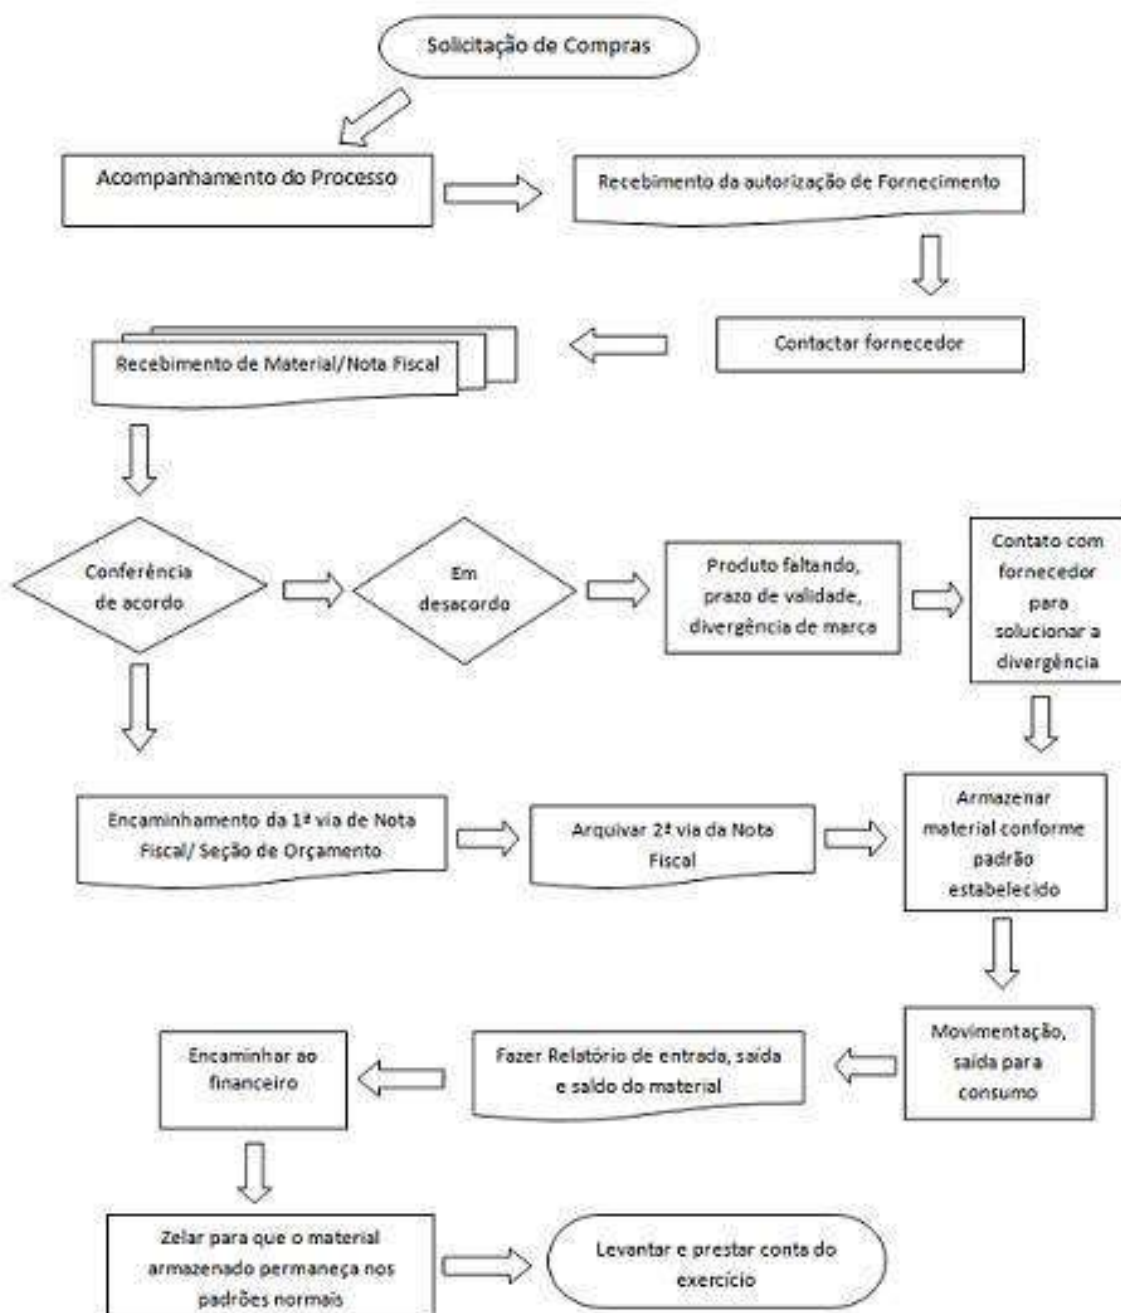 Solicitação de Compras
Acompanhamento do Processo
Recebimento da autorização de Fornecimento
Contactar fornecedor
Recebimento de Material/Nota Fiscal
Conferência
de acordo
Em
desacordo
Produto faltando,
prazo de validade,
divergência de marca
Contato com
fornecedor
para
solucionar a
divergência
Encaminhamento da 1ª via de Nota
Fiscal/ Seção de Orçamento
Arquivar 2ª via da Nota
Fiscal
Armazenar
material conforme
padrão
estabelecido
Movimentação,
saída para
consumo
Fazer Relatório de entrada, saída
e saldo do material
Encaminhar ao
financeiro
Zelar para que o material
armazenado permaneça nos
padrões normais
Levantar e prestar conta do
exercício